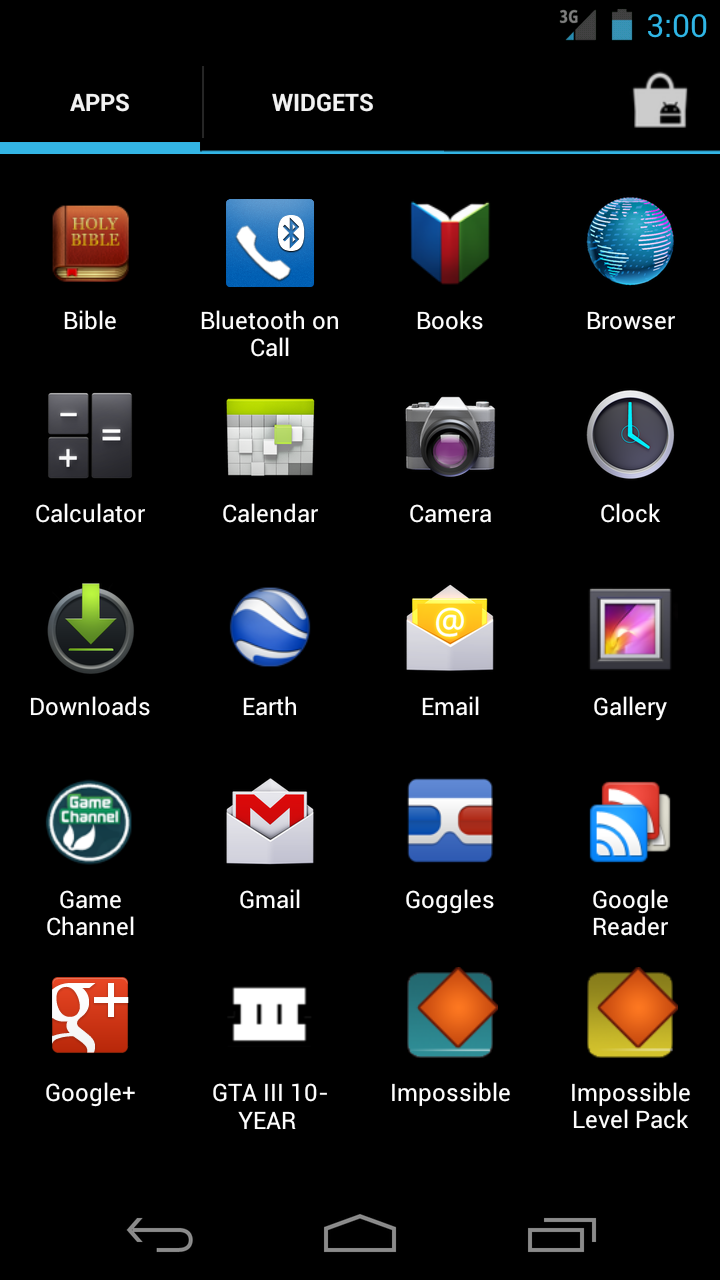 3G 3:00
APPS WIDGETS
HOLY
BIBLE
Bible Bluetooth on Books Browser
Call
− =
+
Calculator Calendar Camera Clock
@
Downloads Earth Email Gallery
Game
Channel
Game Gmail Goggles Google
Channel Reader
g+
III
Google+ GTA III 10- Impossible Impossible
YEAR Level Pack